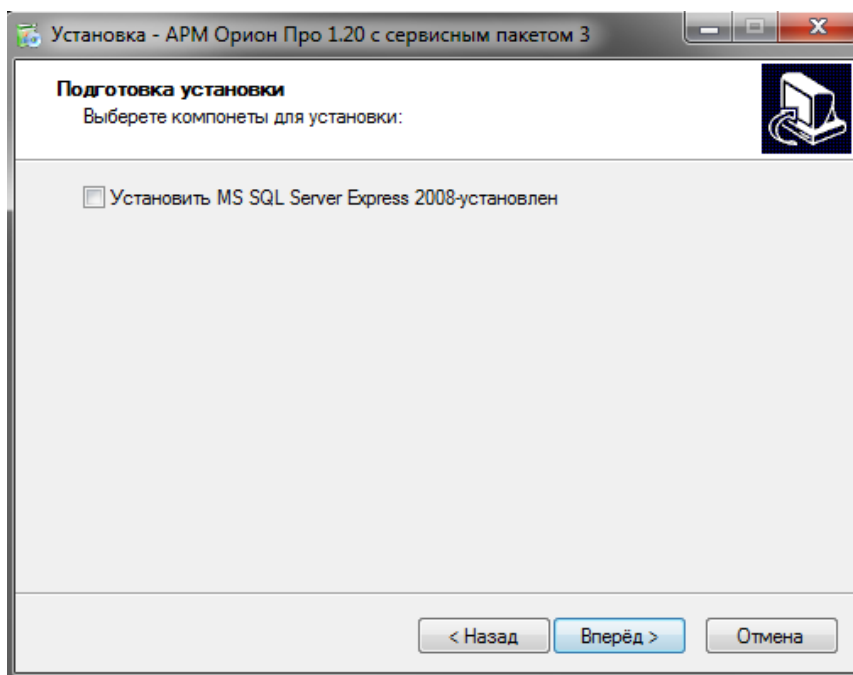 Установка - АРМ Орион Про 1.20 с сервисным пакетом 3
Подготовка установки
Выберете компонеты для установки:
Установить MS SQL Server Express 2008-установлен
< Назад
Вперёд >
Отмена